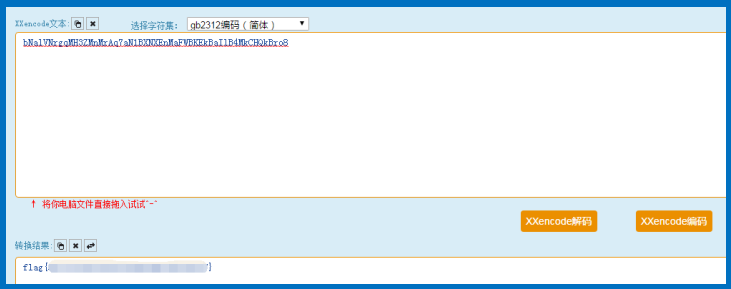 XXencode文本: 选择字符集: gb2312编码（简体）
bNalVNrgqMH3ZMnMrAq7aN1BXNXEnMaFWBKEkBaIlB4MkCHQkBro8
↑ 将你电脑文件直接拖入试试^-^
XXencode解码 XXencode编码
转换结果:
flag{ }